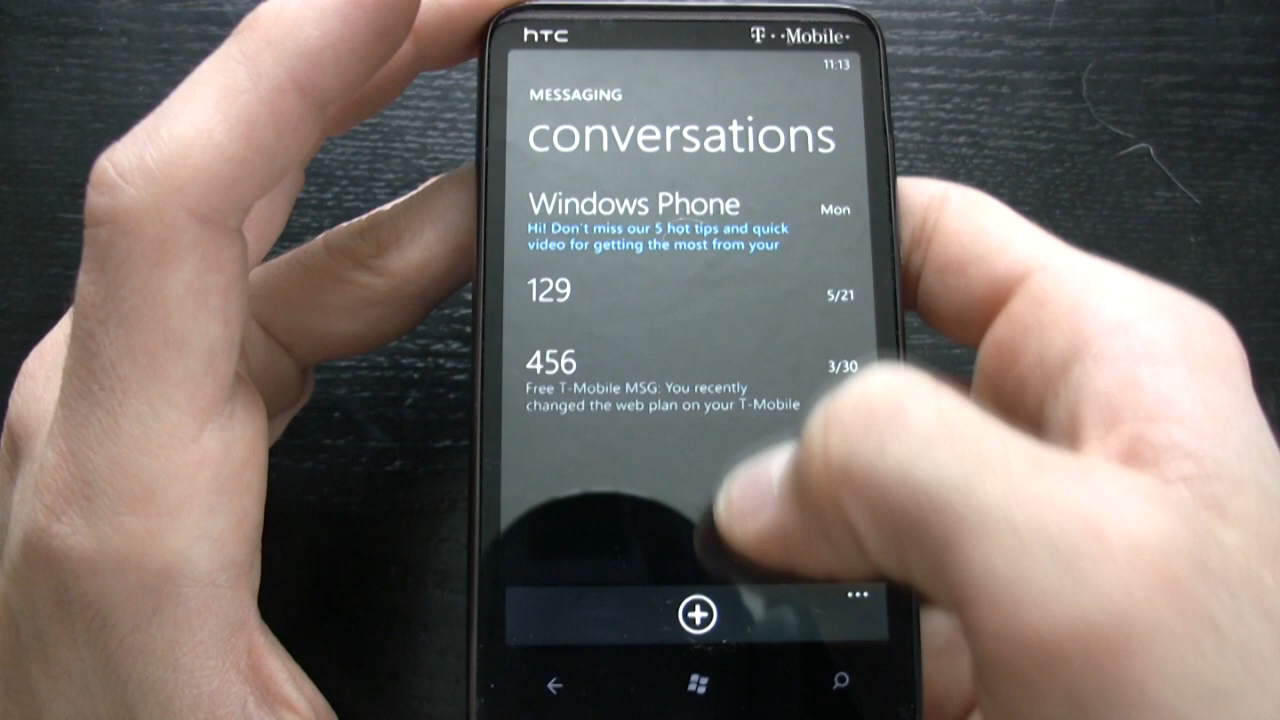 hTC T··Mobile·
11:13
MESSAGING
conversations
Windows Phone Mon
Hi! Don't miss our 5 hot tips and quick
video for getting the most from your
129 5/21
456 3/30
Free T-Mobile MSG: You recently
changed the web plan on your T-Mobile